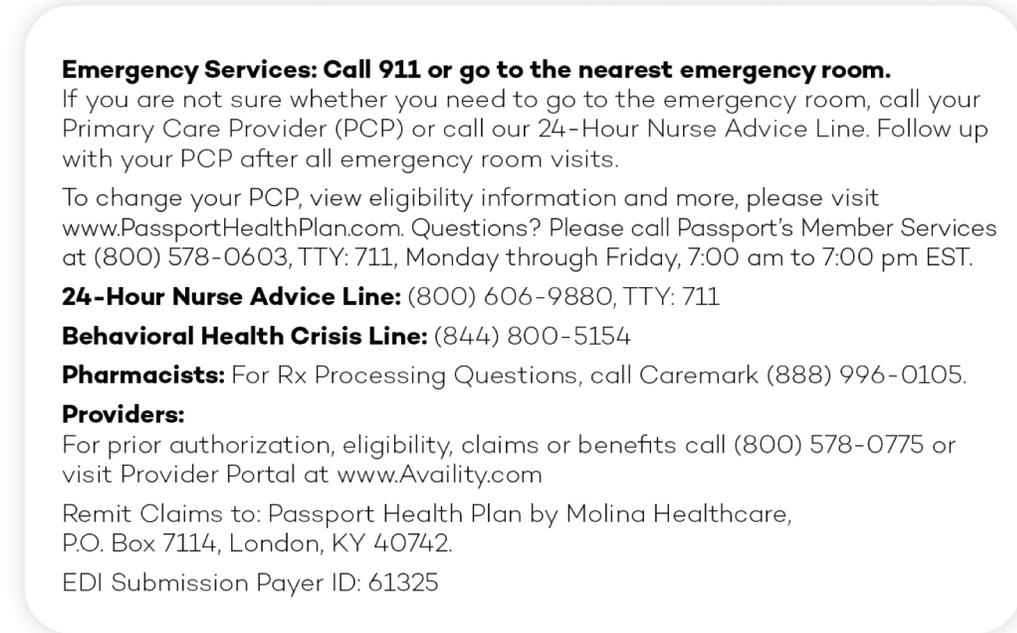 Emergency Services: Call 911 or go to the nearest emergency room.
If you are not sure whether you need to go to the emergency room, call your
Primary Care Provider (PCP) or call our 24-Hour Nurse Advice Line. Follow up
with your PCP after all emergency room visits.
To change your PCP, view eligibility information and more, please visit
www.PassportHealthPlan.com. Questions? Please call Passport's Member Services
at (800) 578-0603, TTY: 711, Monday through Friday, 7:00 am to 7:00 pm EST.
24-Hour Nurse Advice Line: (800) 606-9880, TTY: 711
Behavioral Health Crisis Line: (844) 800-5154
Pharmacists: For Rx Processing Questions, call Caremark (888) 996-0105.
Providers:
For prior authorization, eligibility, claims or benefits call (800) 578-0775 or
visit Provider Portal at www.Availity.com
Remit Claims to: Passport Health Plan by Molina Healthcare,
P.O. Box 7114, London, KY 40742.
EDI Submission Payer ID: 61325